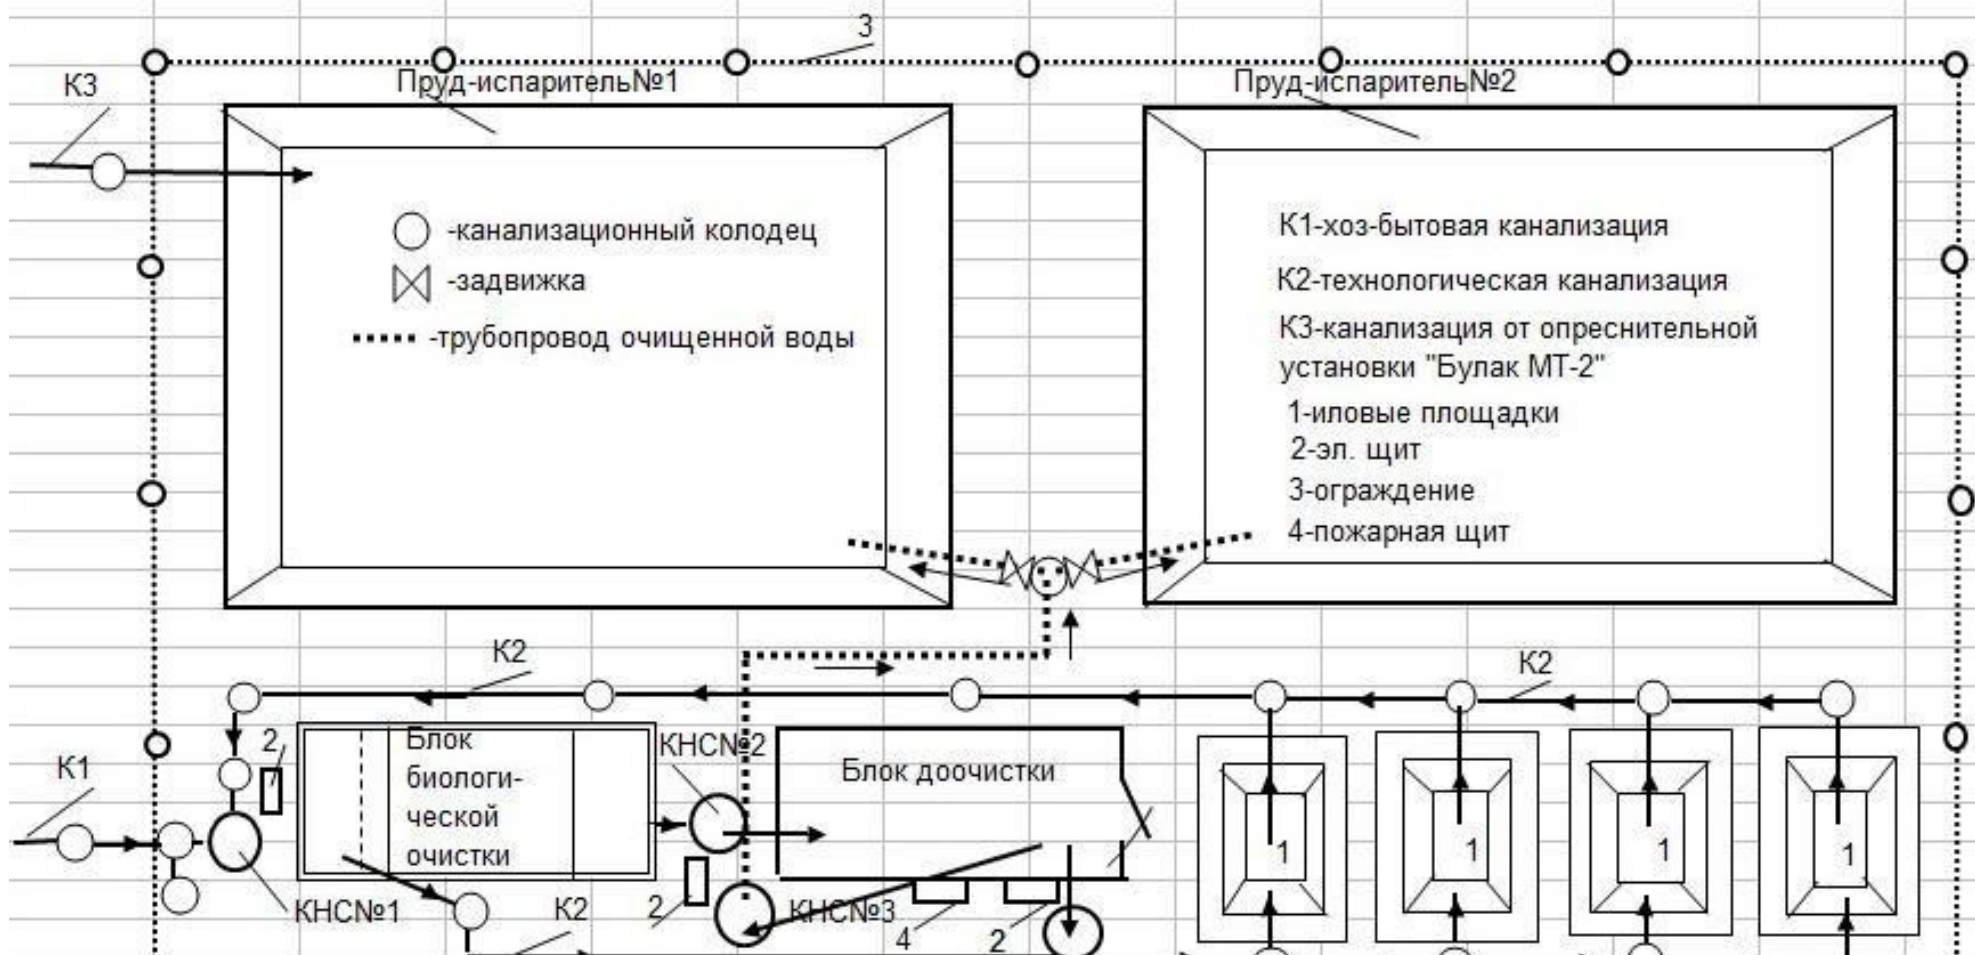 3
К3
Пруд-испаритель№1
Пруд-испаритель№2
-канализационный колодец
-задвижка
-трубопровод очищенной воды
К1-хоз-бытовая канализация
К2-технологическая канализация
К3-канализация от опреснительной
установки "Булак МТ-2"
1-иловые площадки
2-эл. щит
3-ограждение
4-пожарная щит
К2
К2
К1
2
Блок
биологи-
ческой
очистки
КНС№2
Блок доочистки
1
1
1
1
КНС№1
К2
2
КНС№3
4
2